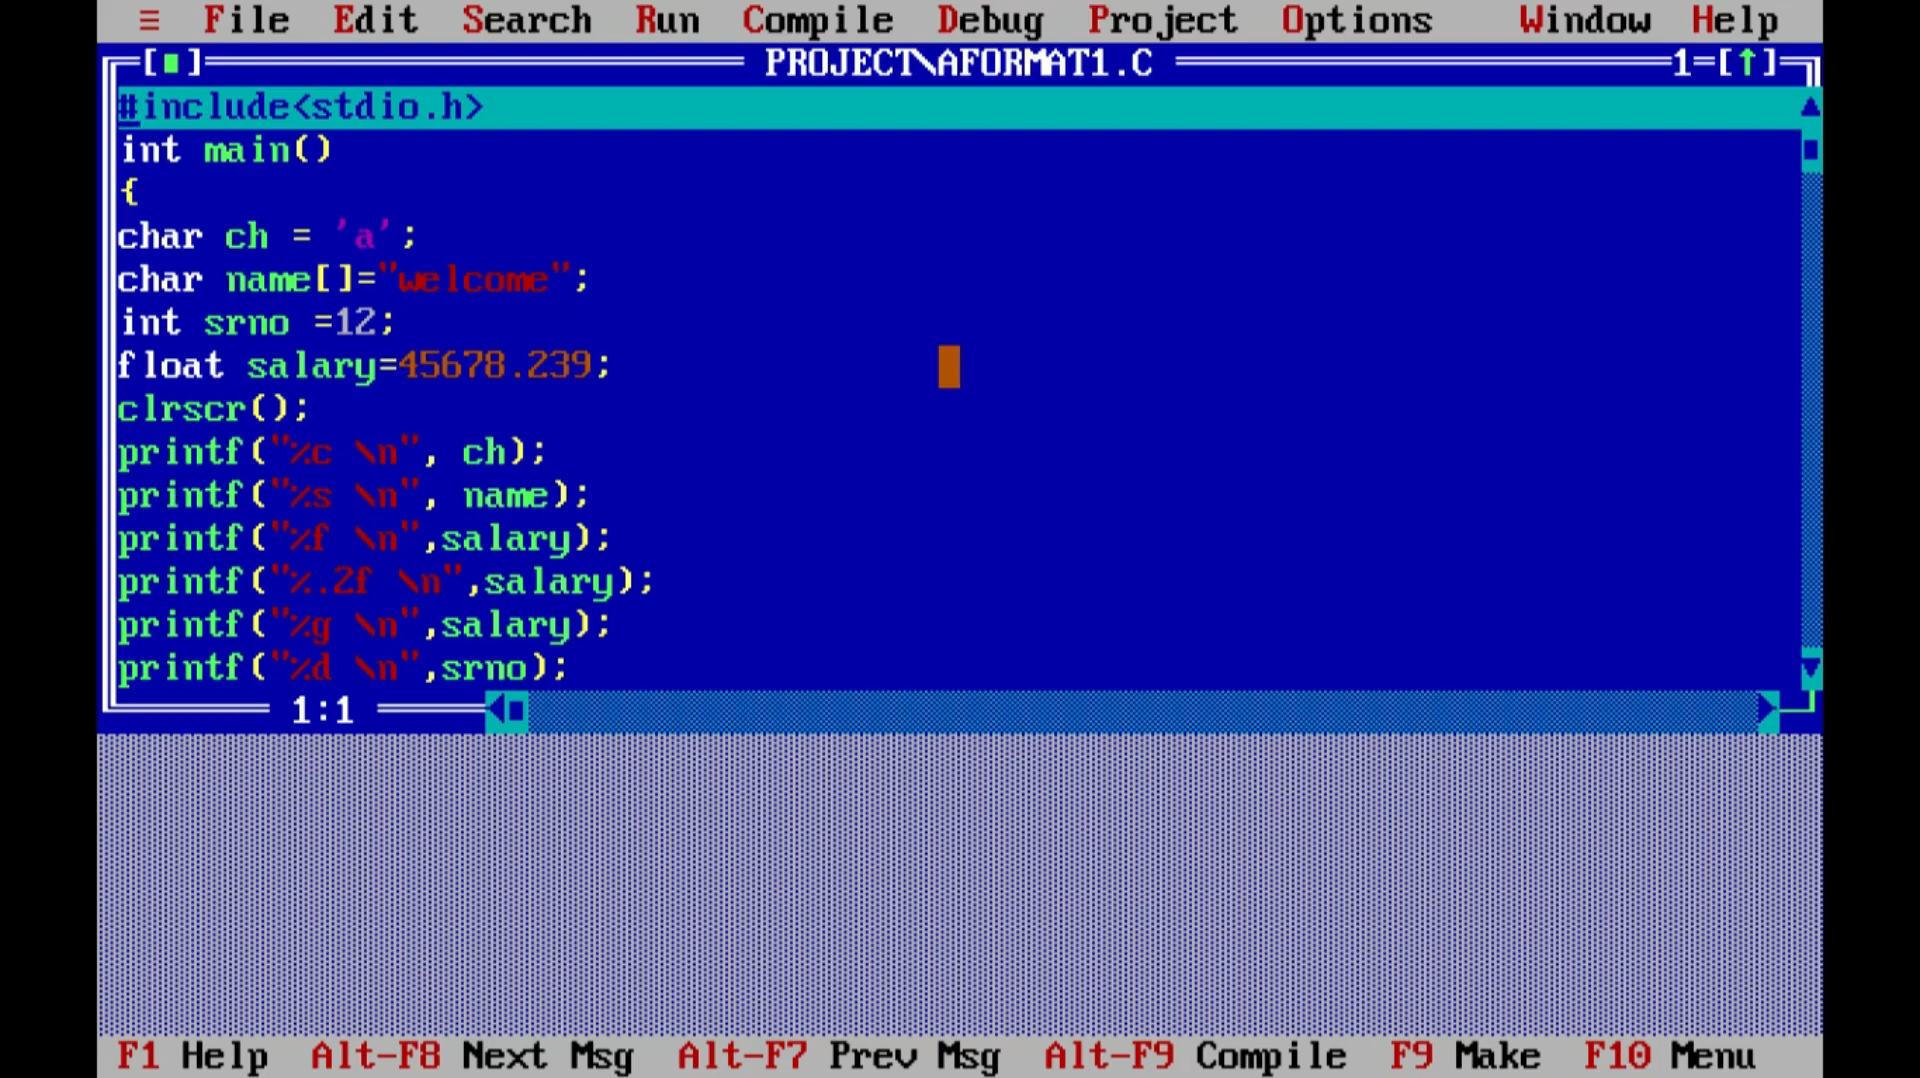 ≡ File Edit Search Run Compile Debug Project Options Window Help
[■] PROJECT\AFORMAT1.C 1=[↑]
#include<stdio.h>
int main()
{
char ch = 'a';
char name[]="welcome";
int srno =12;
float salary=45678.239;
clrscr();
printf("%c \n", ch);
printf("%s \n", name);
printf("%f \n",salary);
printf("%.2f \n",salary);
printf("%g \n",salary);
printf("%d \n",srno);
1:1
F1 Help Alt-F8 Next Msg Alt-F7 Prev Msg Alt-F9 Compile F9 Make F10 Menu